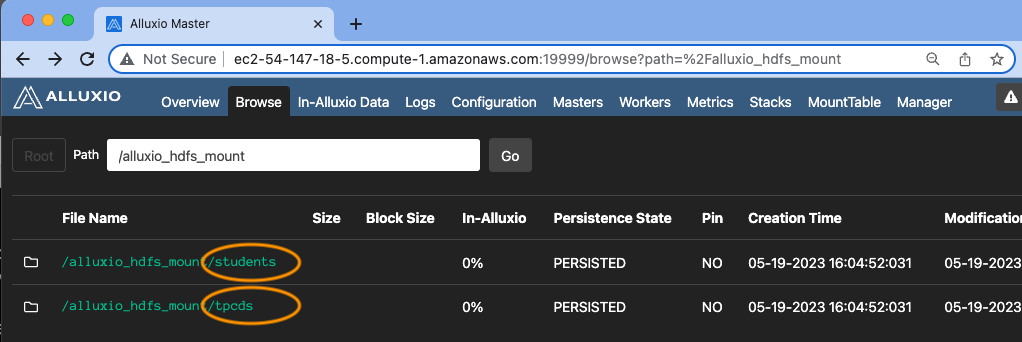 Alluxio Master
Not Secure ec2-54-147-18-5.compute-1.amazonaws.com:19999/browse?path=%2Falluxio_hdfs_mount
ALLUXIO Overview Browse In-Alluxio Data Logs Configuration Masters Workers Metrics Stacks MountTable Manager
Root Path /alluxio_hdfs_mount Go
File Name Size Block Size In-Alluxio Persistence State Pin Creation Time Modification
/alluxio_hdfs_mount/students 0% PERSISTED NO 05-19-2023 16:04:52:031 05-19-2023
/alluxio_hdfs_mount/tpcds 0% PERSISTED NO 05-19-2023 16:04:52:031 05-19-2023